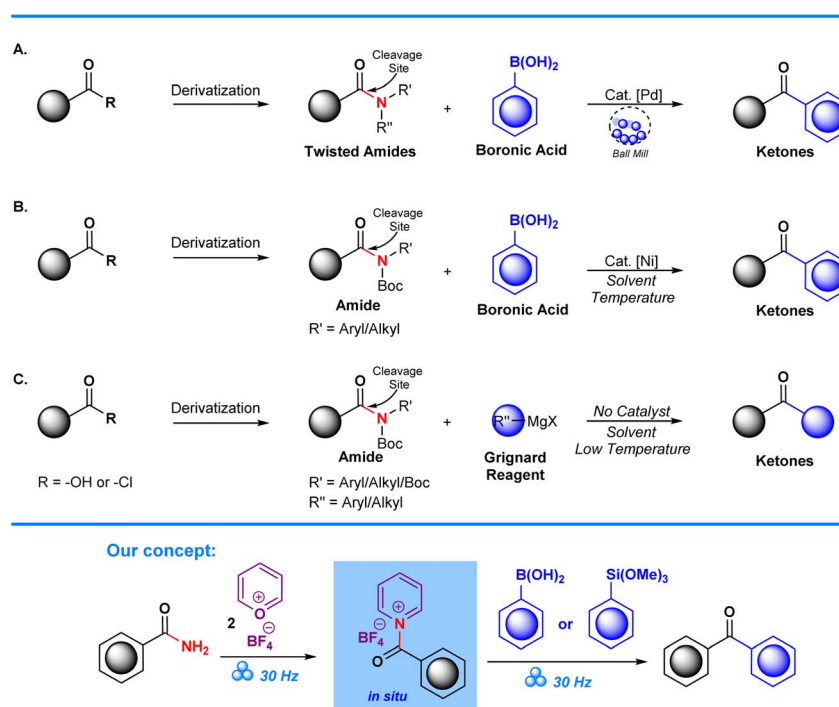 A.
O
R
Derivatization
Cleavage
Site
O
N
R'
R"
Twisted Amides
+
B(OH)2
Boronic Acid
Cat. [Pd]
Ball Mill
O
Ketones
B.
O
R
Derivatization
Cleavage
Site
O
N
R'
Boc
Amide
R' = Aryl/Alkyl
+
B(OH)2
Boronic Acid
Cat. [Ni]
Solvent
Temperature
O
Ketones
C.
O
R
R = -OH or -Cl
Derivatization
Cleavage
Site
O
N
R'
Boc
Amide
R' = Aryl/Alkyl/Boc
R" = Aryl/Alkyl
+
R"
MgX
Grignard
Reagent
No Catalyst
Solvent
Low Temperature
O
Ketones
Our concept:
O
NH2
2
O
+
−
BF4
30 Hz
+
N
−
BF4
O
in situ
B(OH)2
or
Si(OMe)3
30 Hz
O